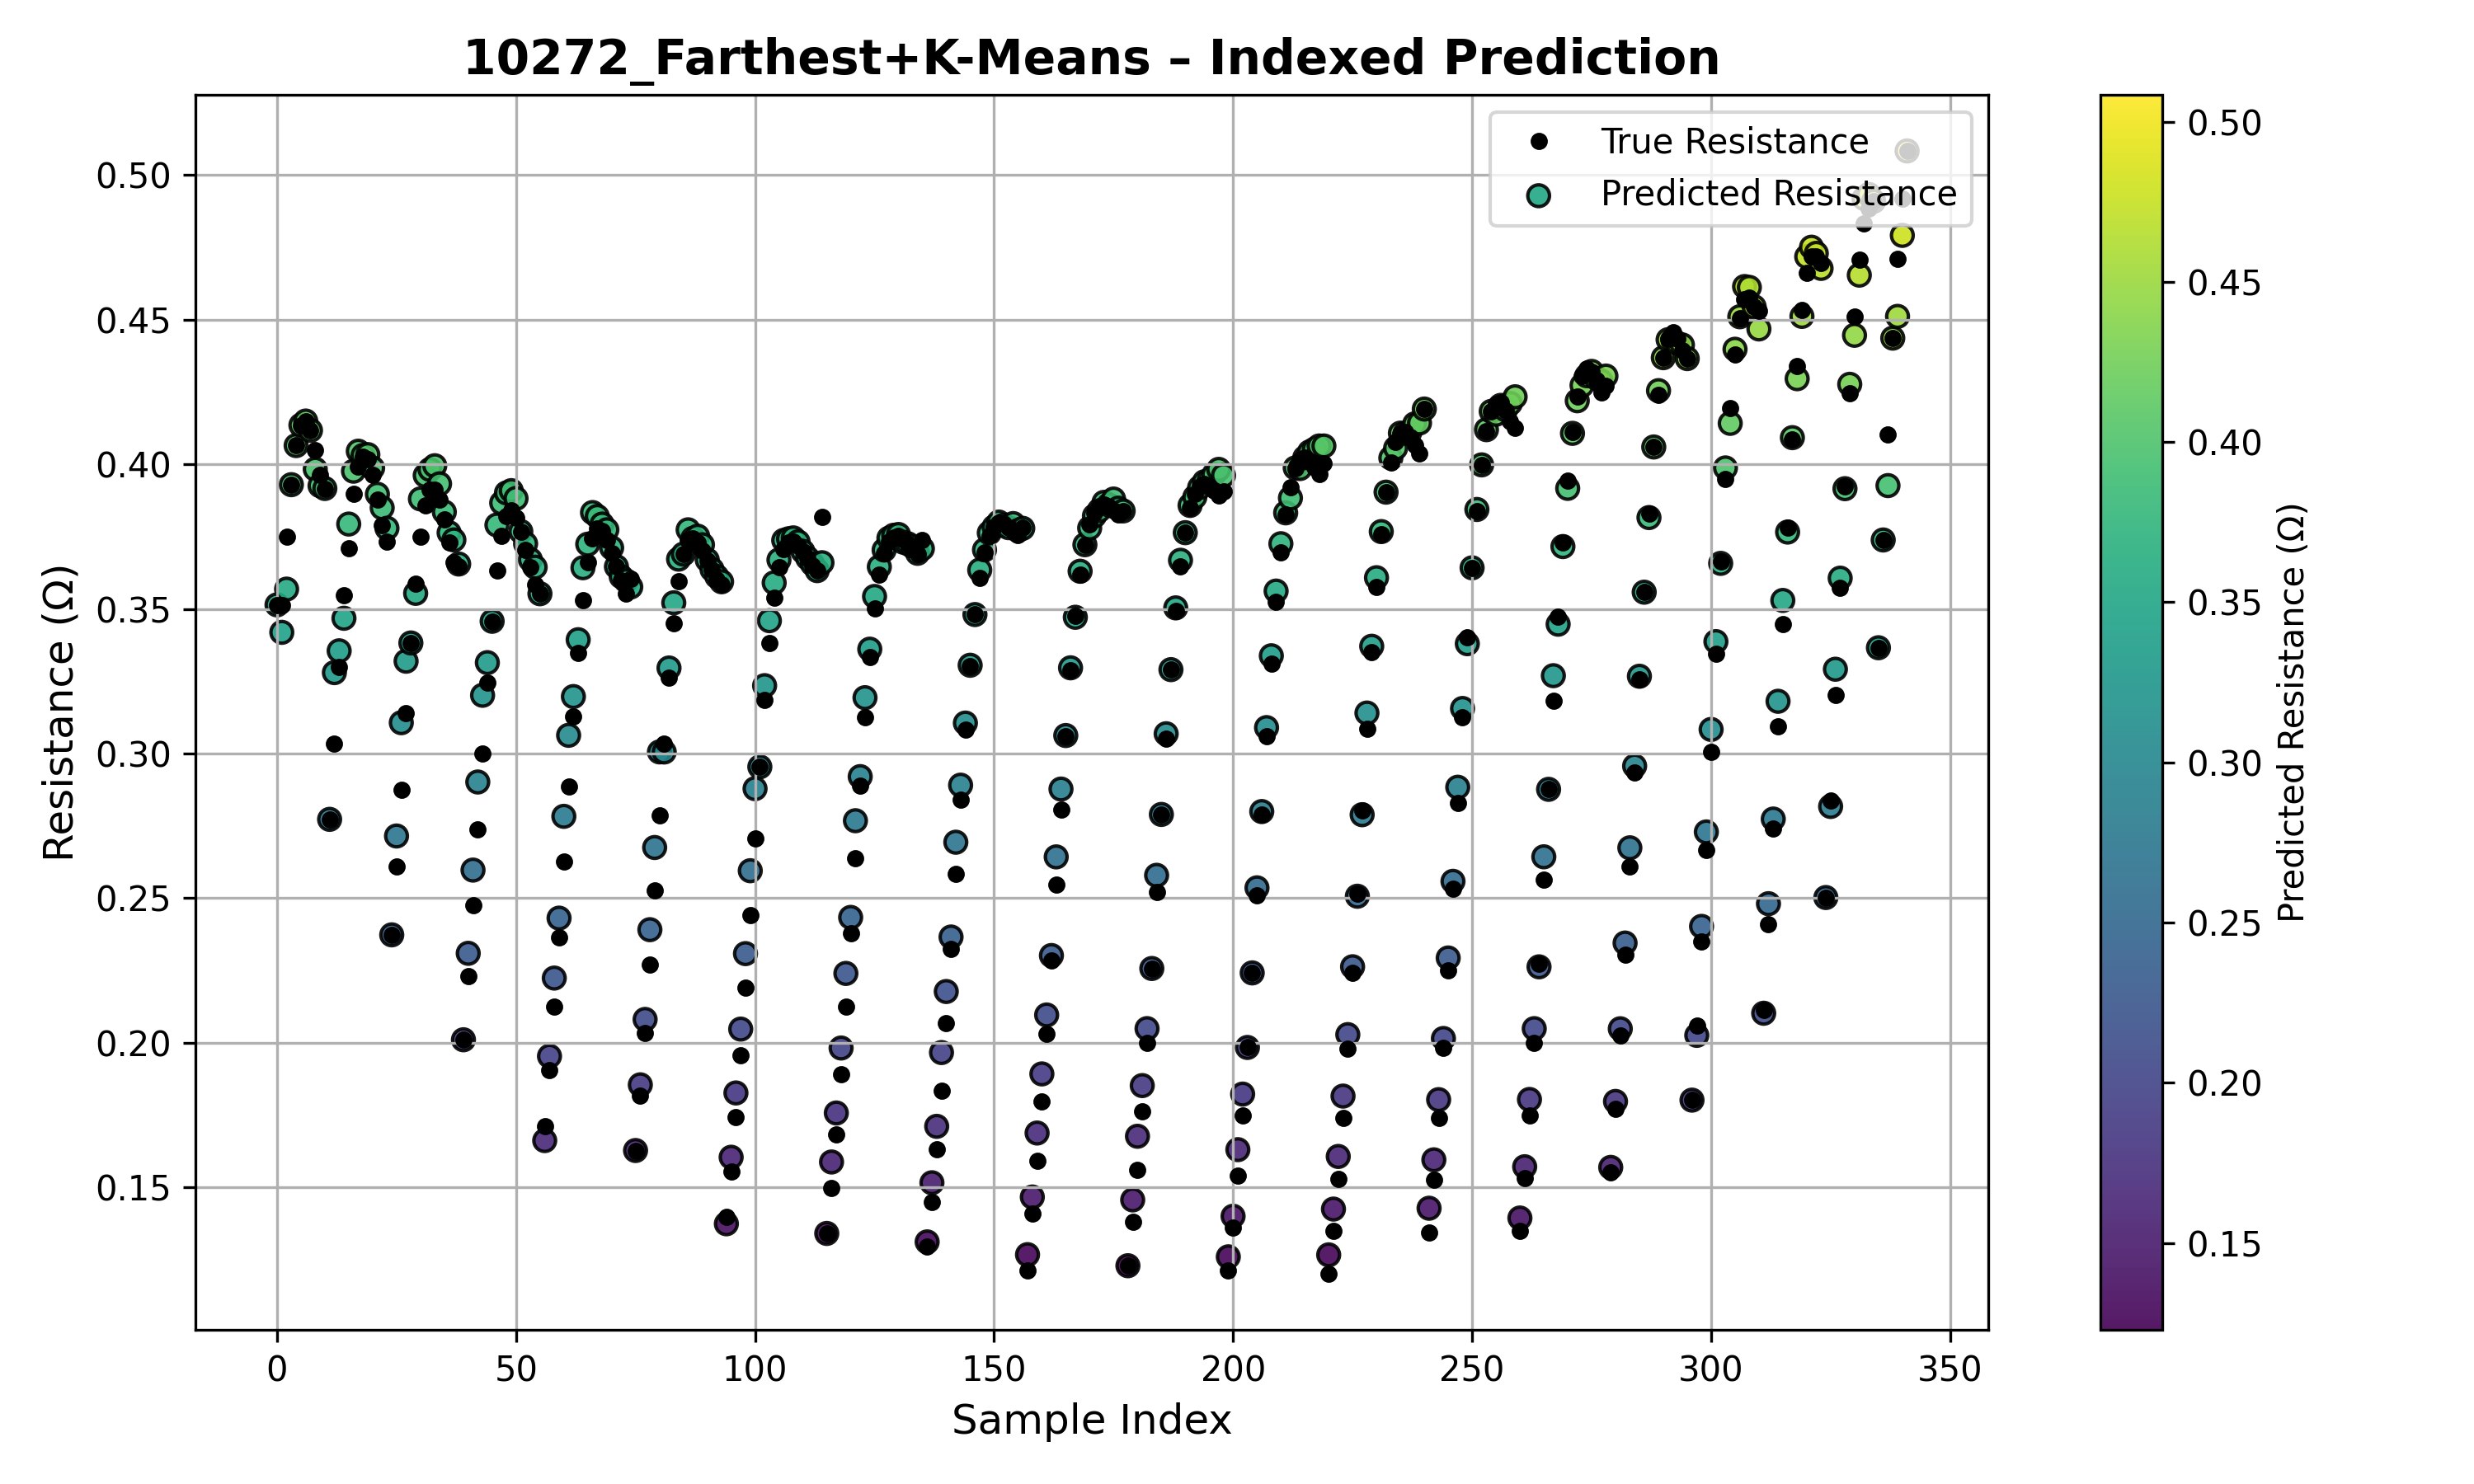 10272_Farthest+K-Means – Indexed Prediction
True Resistance
Predicted Resistance
Resistance (Ω)
0.50
0.45
0.40
0.35
0.30
0.25
0.20
0.15
0 50 100 150 200 250 300 350
Sample Index
0.50
0.45
0.40
0.35
0.30
0.25
0.20
0.15
Predicted Resistance (Ω)